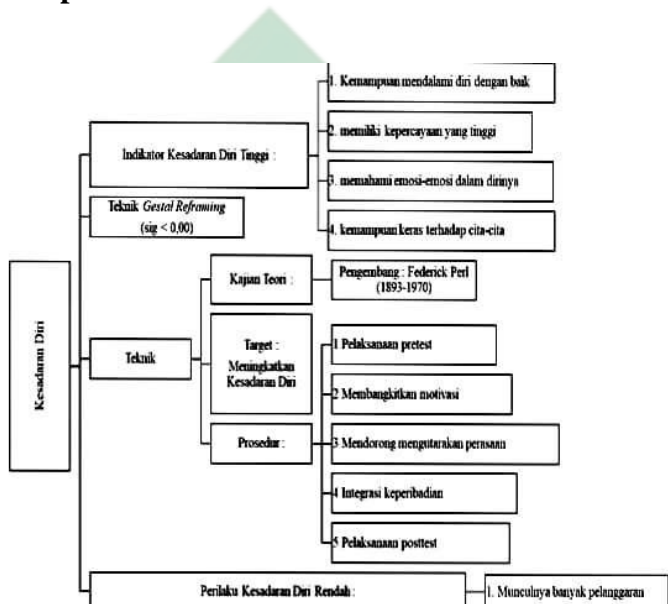 Kesadaran Diri
Indikator Kesadaran Diri Tinggi :
1. Kemampuan mendalami diri dengan baik
2. memiliki kepercayaan yang tinggi
3. memahami emosi-emosi dalam dirinya
4. kemampuan keras terhadap cita-cita
Teknik Gestal Reframing
(sig < 0,00)
Teknik
Kajian Teori :
Pengembang : Federick Perl
(1893-1970)
Target :
Meningkatkan
Kesadaran Diri
Prosedur :
1 Pelaksanaan pretest
2 Membangkitkan motivasi
3 Mendorong mengutarakan perasaan
4 Integrasi keperibadian
5 Pelaksanaan posttest
Perilaku Kesadaran Diri Rendah :
1. Munculnya banyak pelanggaran